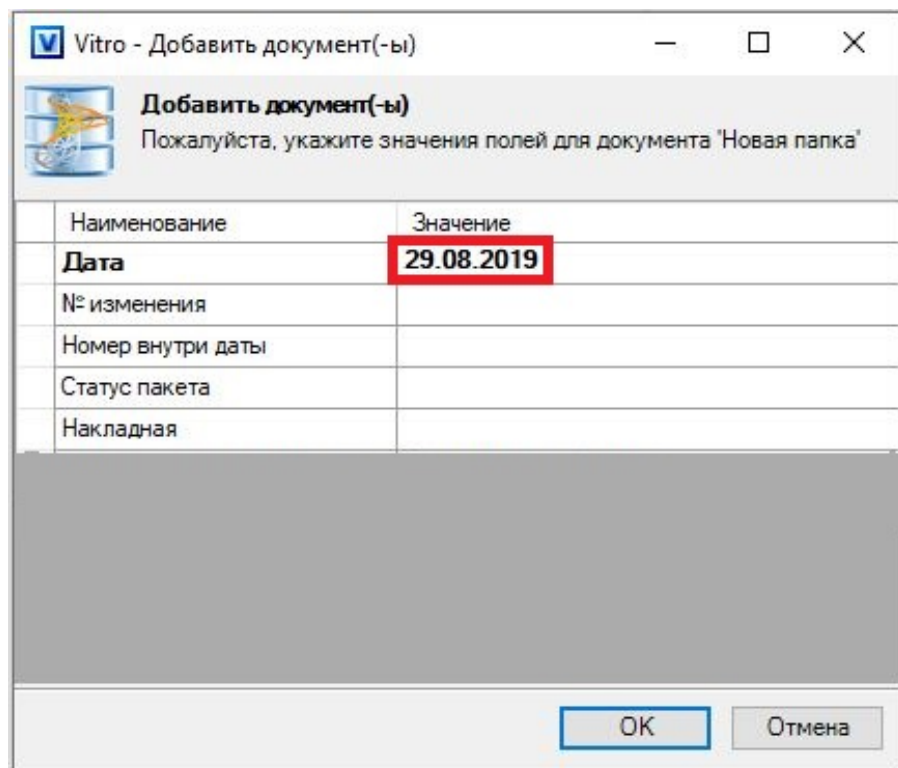 Vitro - Добавить документ(-ы)
Добавить документ(-ы)
Пожалуйста, укажите значения полей для документа 'Новая папка'
Наименование Значение
Дата 29.08.2019
№ изменения
Номер внутри даты
Статус пакета
Накладная
OK Отмена